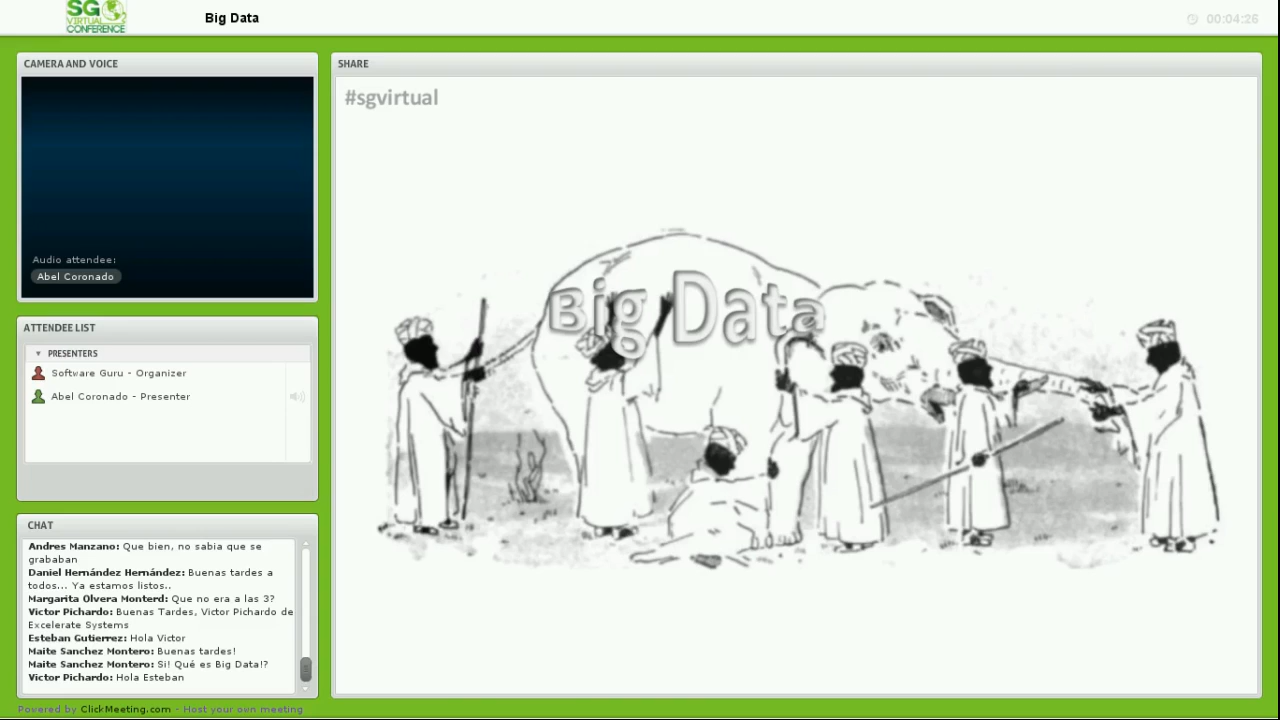 SG
VIRTUAL
CONFERENCE
Big Data
00:04:26
CAMERA AND VOICE
Audio attendee:
Abel Coronado
ATTENDEE LIST
PRESENTERS
Software Guru - Organizer
Abel Coronado - Presenter
CHAT
Andres Manzano: Que bien, no sabia que se
grababan
Daniel Hernández Hernández: Buenas tardes a
todos... Ya estamos listos..
Margarita Olvera Monterd: Que no era a las 3?
Victor Pichardo: Buenas Tardes, Victor Pichardo de
Excelerate Systems
Esteban Gutierrez: Hola Victor
Maite Sanchez Montero: Buenas tardes!
Maite Sanchez Montero: Si! Qué es Big Data!?
Victor Pichardo: Hola Esteban
Powered by ClickMeeting.com - Host your own meeting
SHARE
#sgvirtual
Big Data